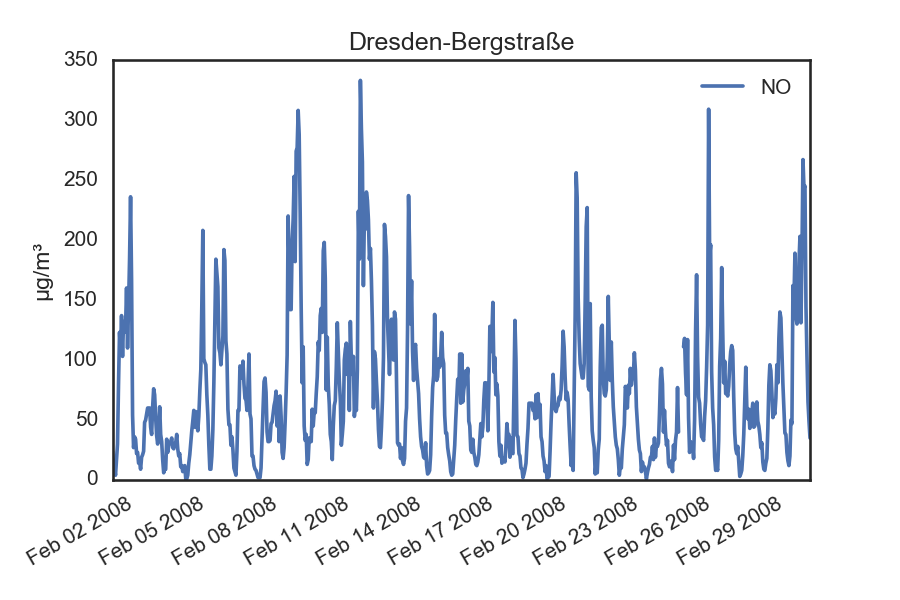 Dresden-Bergstraße
350
300
250
200
150
100
50
0
µg/m³
NO
Feb 02 2008
Feb 05 2008
Feb 08 2008
Feb 11 2008
Feb 14 2008
Feb 17 2008
Feb 20 2008
Feb 23 2008
Feb 26 2008
Feb 29 2008